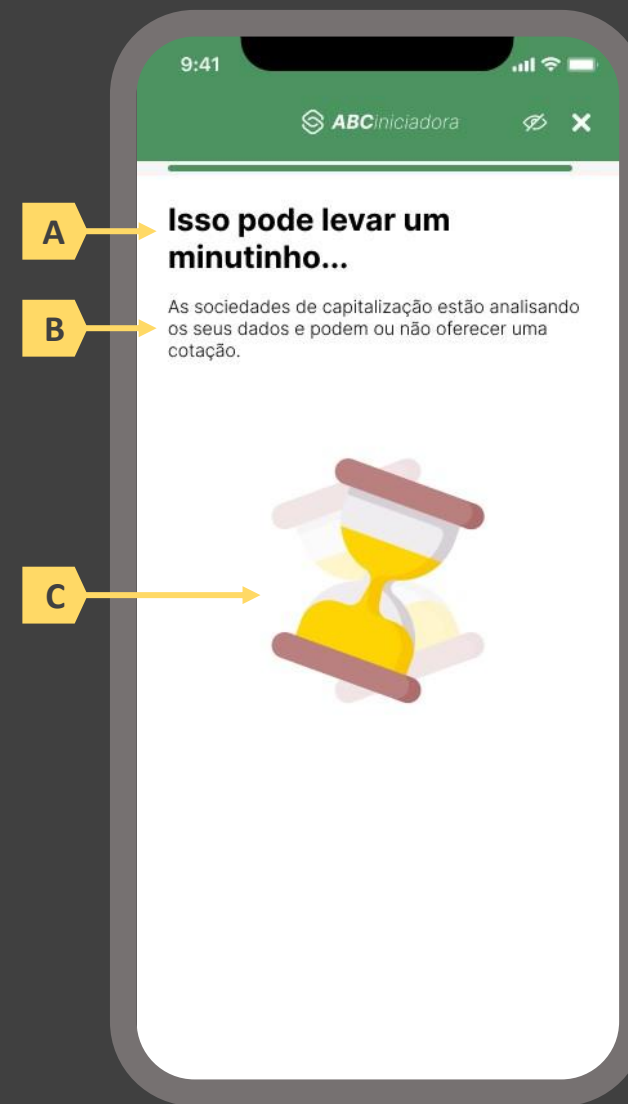 9:41
ABCiniciadora
A
Isso pode levar um
minutinho...
B
As sociedades de capitalização estão analisando
os seus dados e podem ou não oferecer uma
cotação.
C